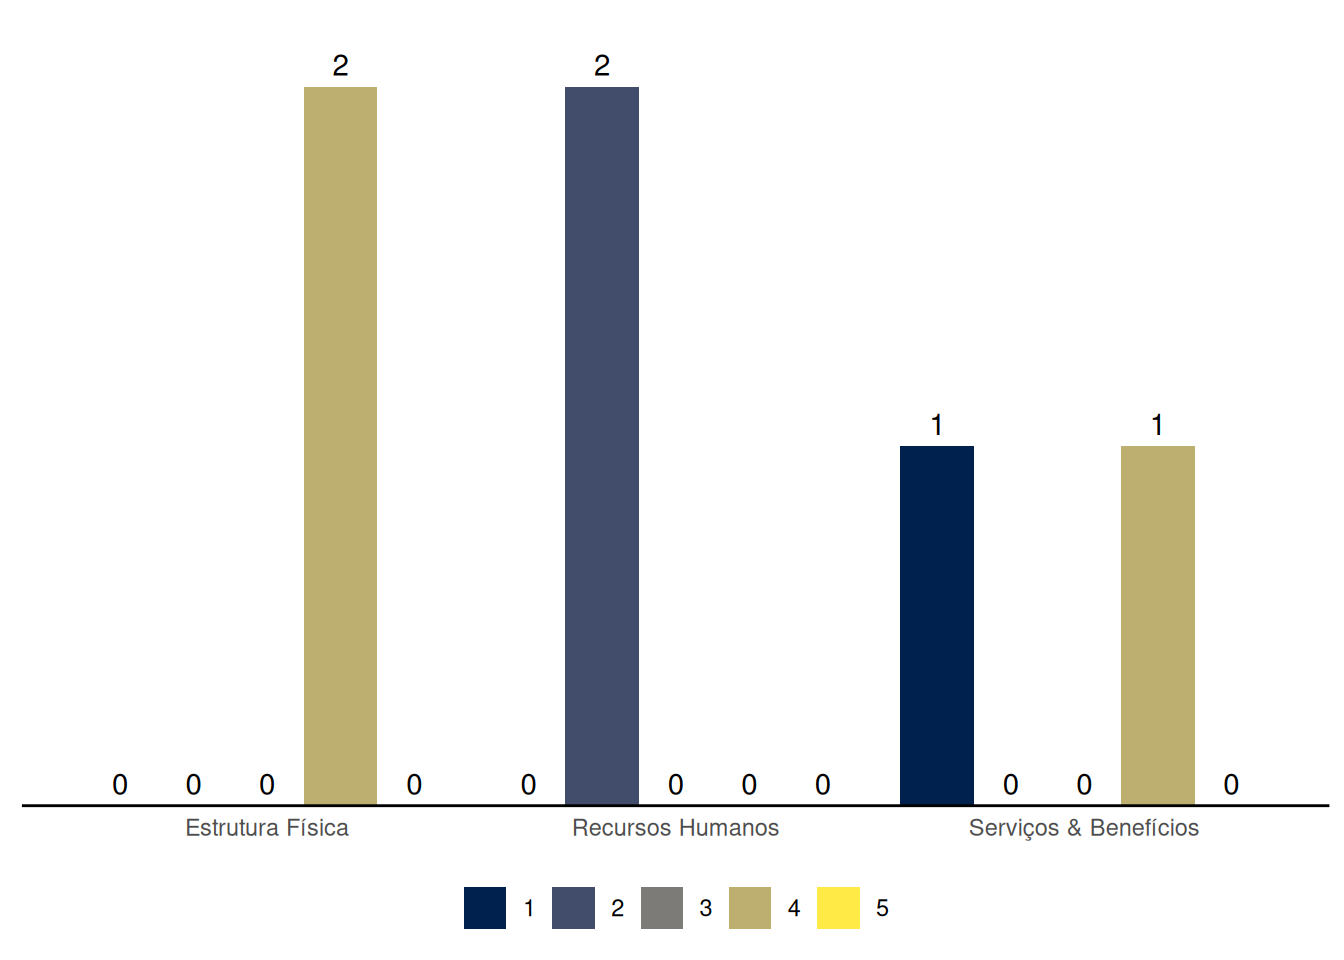 2 2
1 1
0 0 0 0 0 0 0 0 0 0 0
Estrutura Física Recursos Humanos Serviços & Benefícios
1 2 3 4 5